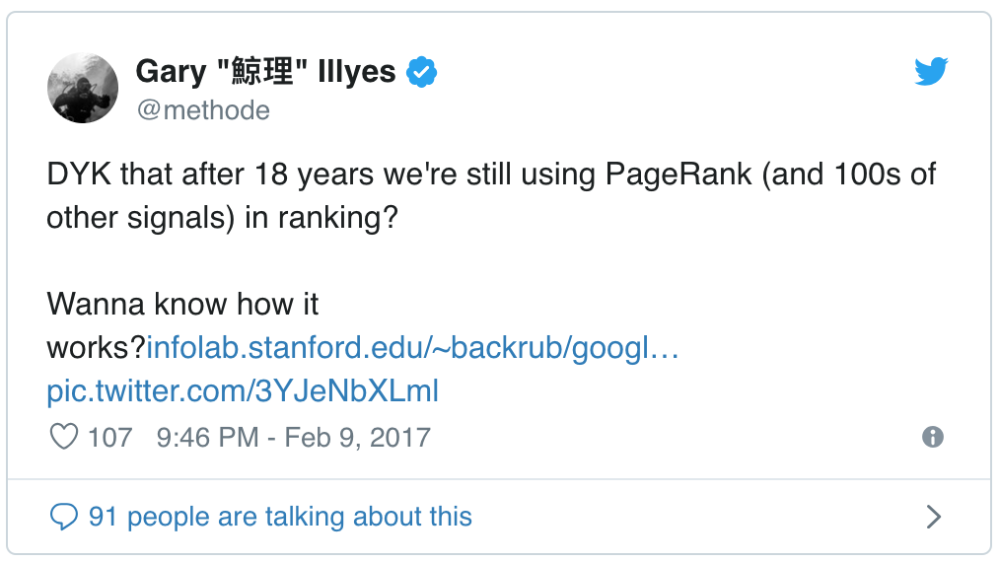 Gary "鯨理" Illyes
@methode
DYK that after 18 years we're still using PageRank (and 100s of
other signals) in ranking?
Wanna know how it
works?infolab.stanford.edu/~backrub/googl…
pic.twitter.com/3YJeNbXLml
107 9:46 PM - Feb 9, 2017
91 people are talking about this